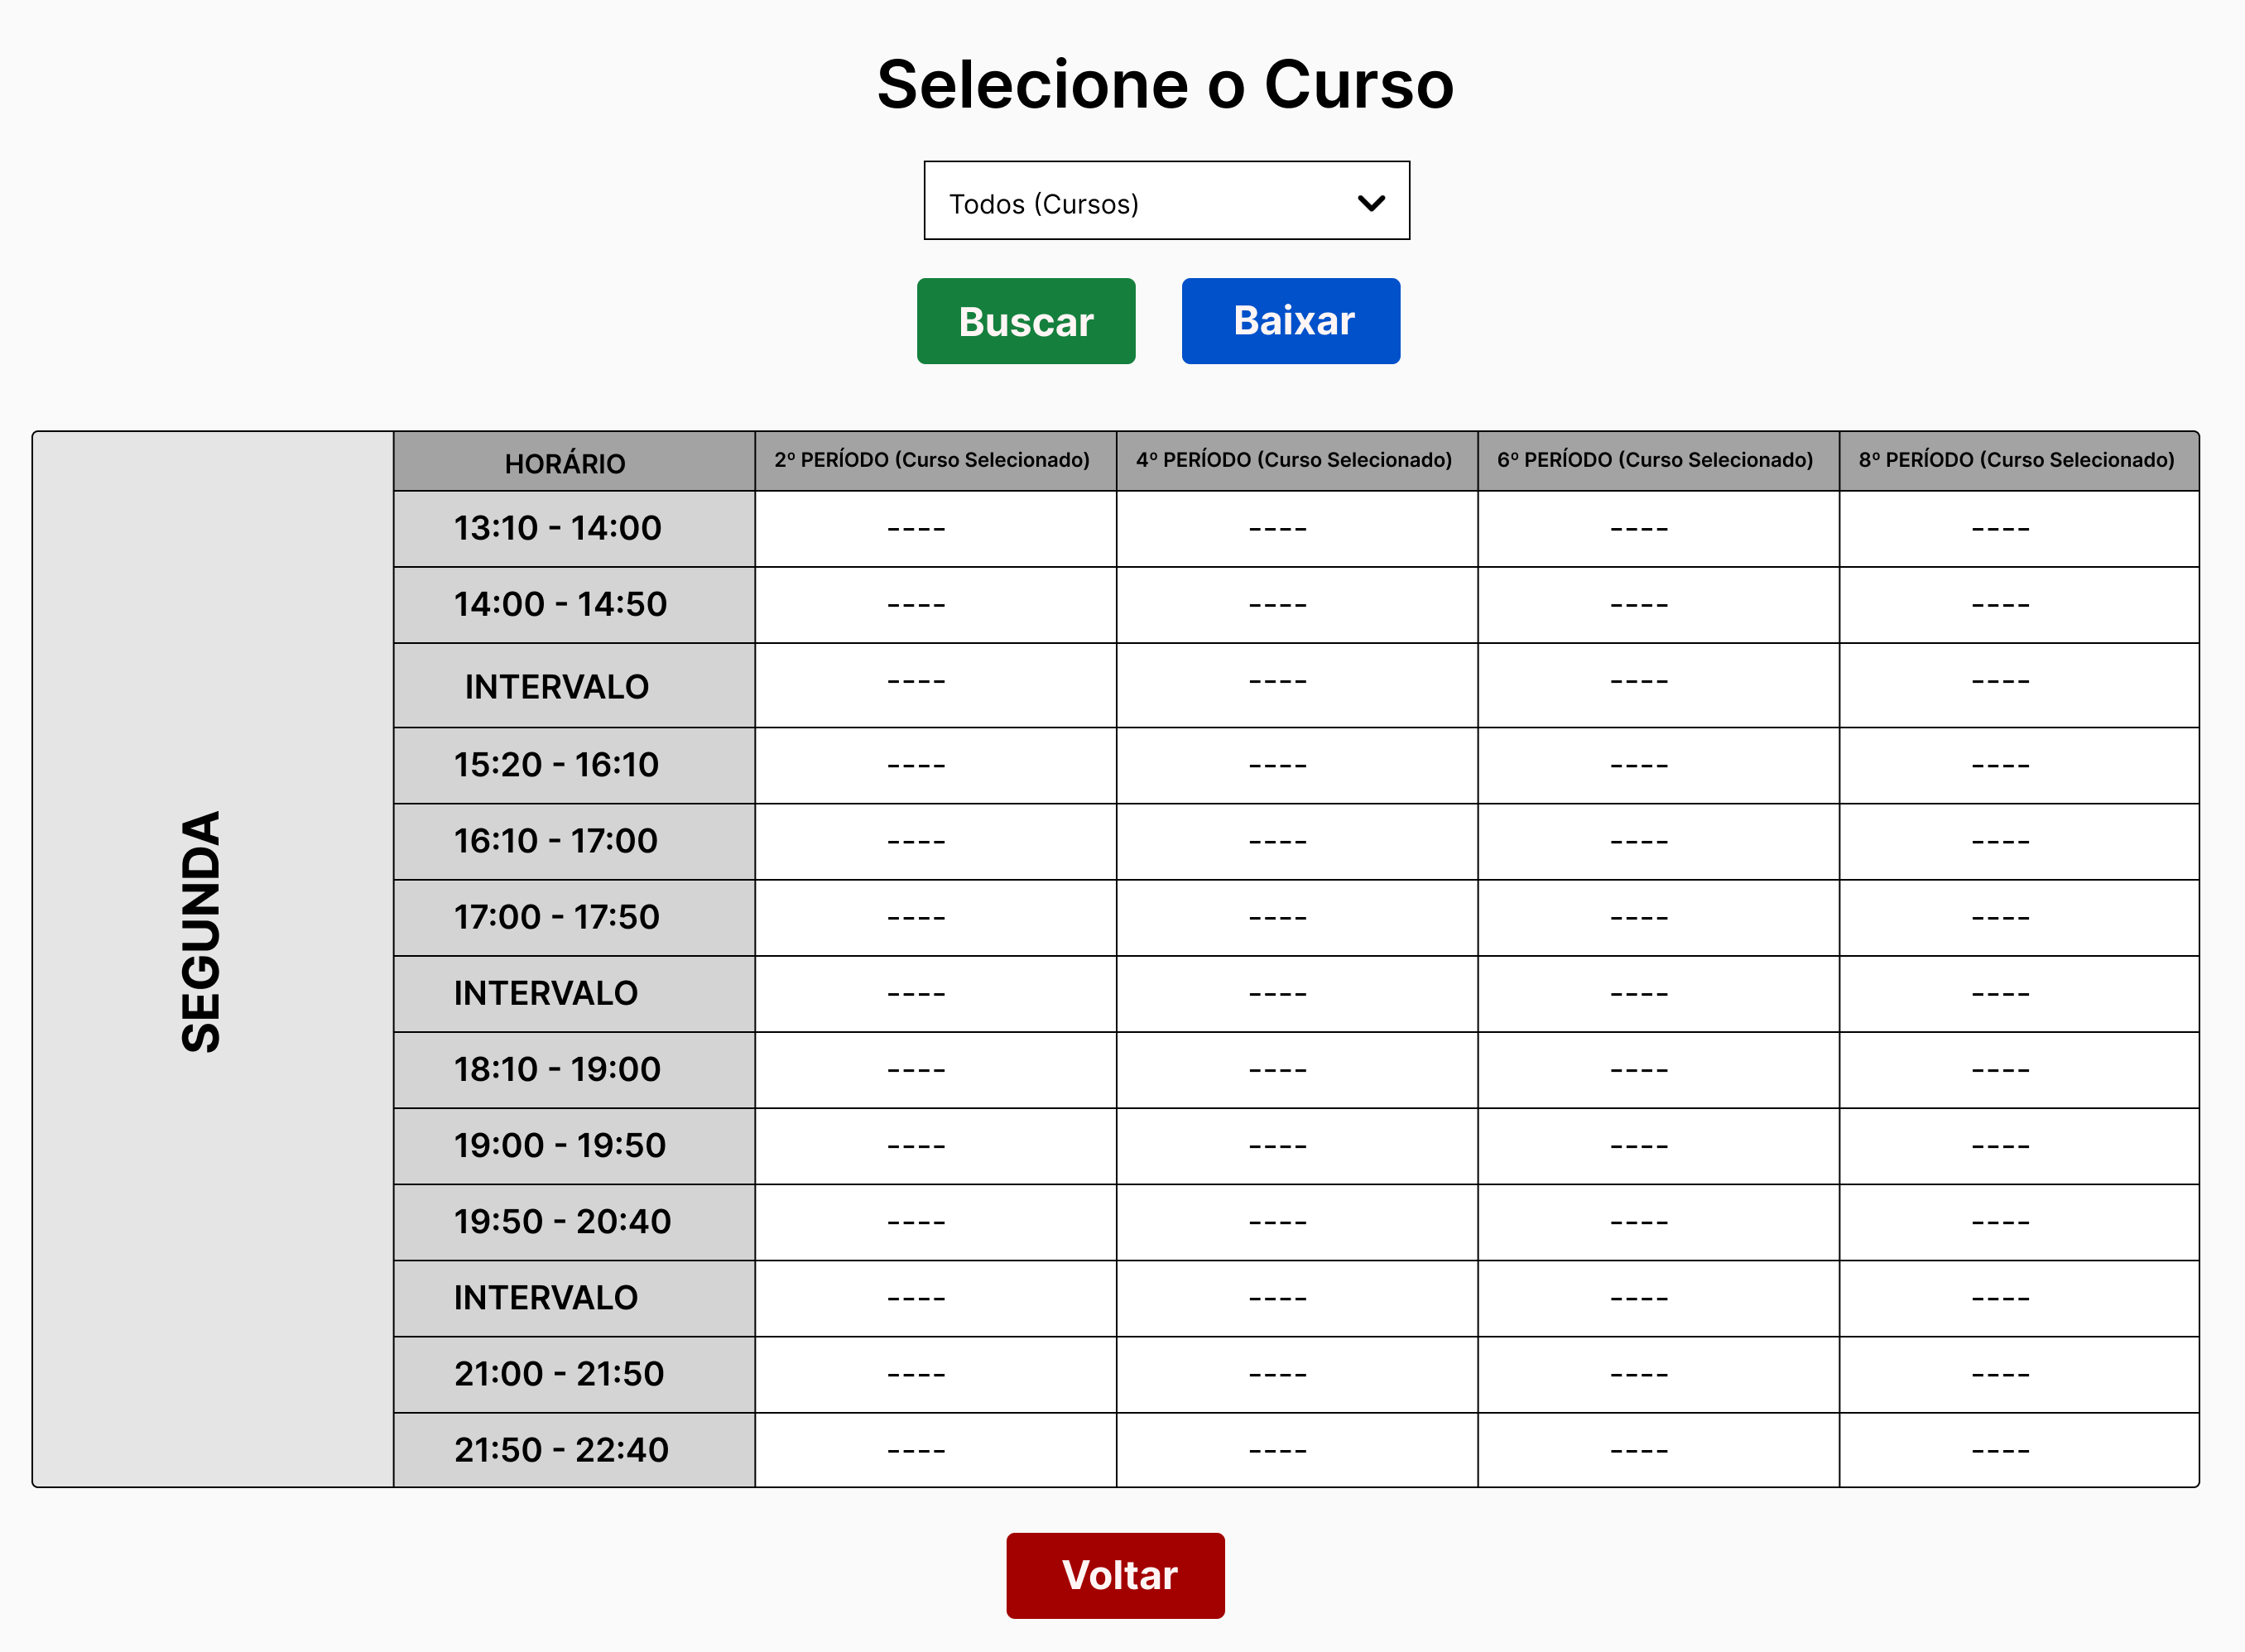 Selecione o Curso
Todos (Cursos)
Buscar Baixar
HORÁRIO 2º PERÍODO (Curso Selecionado) 4º PERÍODO (Curso Selecionado) 6º PERÍODO (Curso Selecionado) 8º PERÍODO (Curso Selecionado)
SEGUNDA
13:10 - 14:00 ---- ---- ---- ----
14:00 - 14:50 ---- ---- ---- ----
INTERVALO ---- ---- ---- ----
15:20 - 16:10 ---- ---- ---- ----
16:10 - 17:00 ---- ---- ---- ----
17:00 - 17:50 ---- ---- ---- ----
INTERVALO ---- ---- ---- ----
18:10 - 19:00 ---- ---- ---- ----
19:00 - 19:50 ---- ---- ---- ----
19:50 - 20:40 ---- ---- ---- ----
INTERVALO ---- ---- ---- ----
21:00 - 21:50 ---- ---- ---- ----
21:50 - 22:40 ---- ---- ---- ----
Voltar